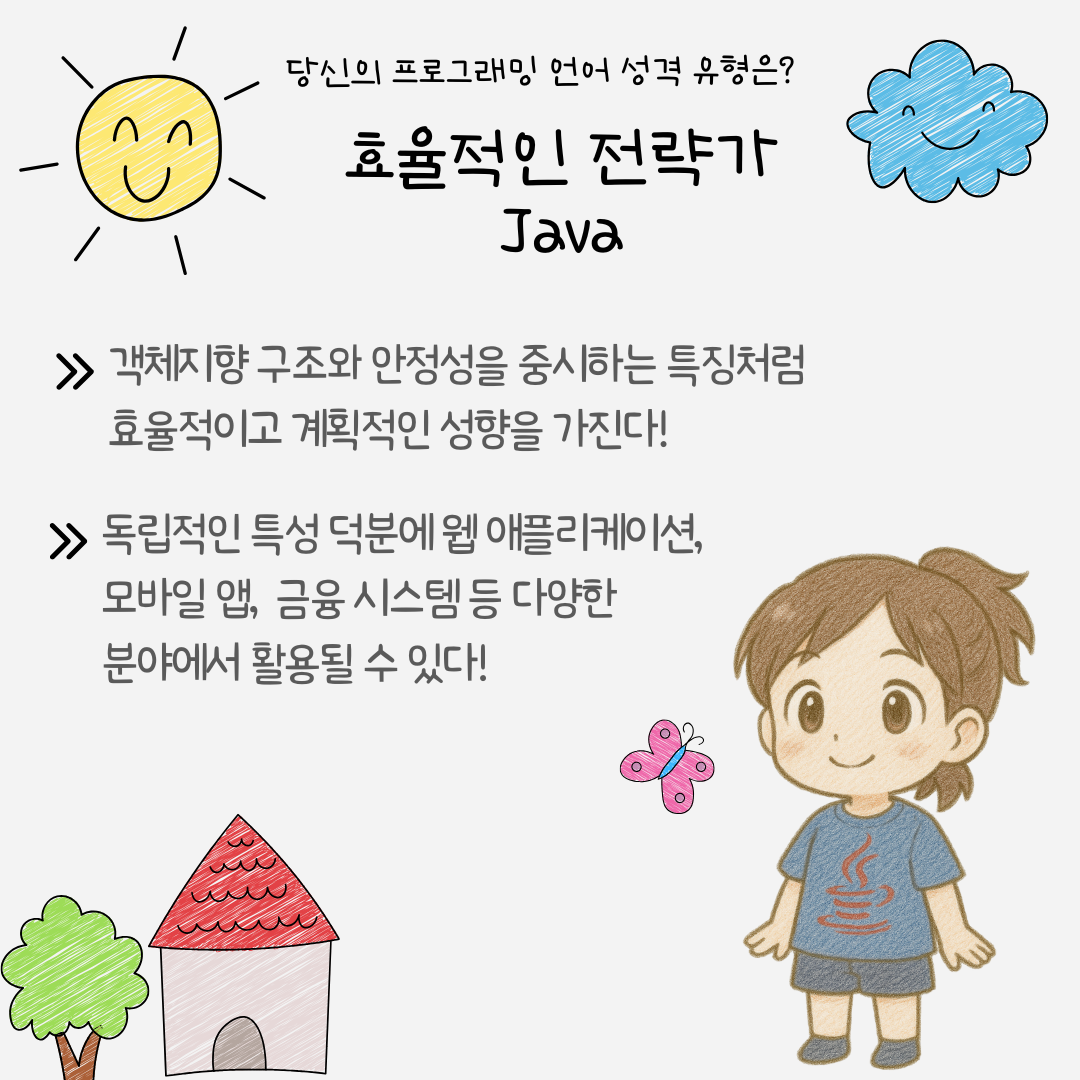 당신의 프로그래밍 언어 성격 유형은?
효율적인 전략가
Java
객체지향 구조와 안정성을 중시하는 특징처럼
효율적이고 계획적인 성향을 가진다!
독립적인 특성 덕분에 웹 애플리케이션,
모바일 앱, 금융 시스템 등 다양한
분야에서 활용될 수 있다!